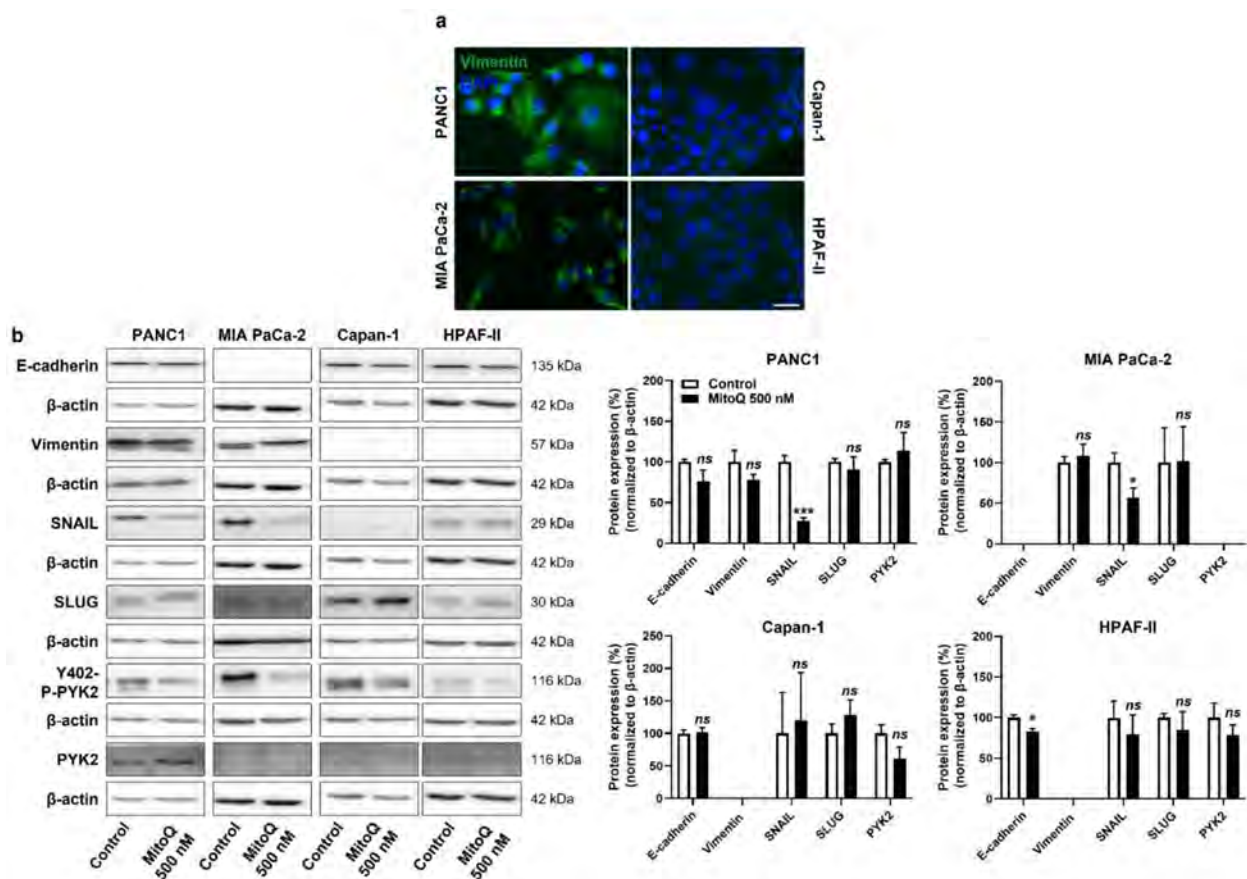 a
Vimentin
PANC1
Capan-1
MIA PaCa-2
HPAF-II
b
PANC1 MIA PaCa-2 Capan-1 HPAF-II
E-cadherin 135 kDa
β-actin 42 kDa
Vimentin 57 kDa
β-actin 42 kDa
SNAIL 29 kDa
β-actin 42 kDa
SLUG 30 kDa
β-actin 42 kDa
Y402-
P-PYK2 116 kDa
β-actin 42 kDa
PYK2 116 kDa
β-actin 42 kDa
Control MitoQ 500 nM Control MitoQ 500 nM Control MitoQ 500 nM Control MitoQ 500 nM
PANC1
Protein expression (%)
(normalized to β-actin)
200
150
100
50
0
Control
MitoQ 500 nM
ns ns *** ns ns
E-cadherin Vimentin SNAIL SLUG PYK2
MIA PaCa-2
Protein expression (%)
(normalized to β-actin)
200
150
100
50
0
ns * ns
E-cadherin Vimentin SNAIL SLUG PYK2
Capan-1
Protein expression (%)
(normalized to β-actin)
250
200
150
100
50
0
ns ns ns ns
E-cadherin Vimentin SNAIL SLUG PYK2
HPAF-II
Protein expression (%)
(normalized to β-actin)
200
150
100
50
0
* ns ns ns
E-cadherin Vimentin SNAIL SLUG PYK2